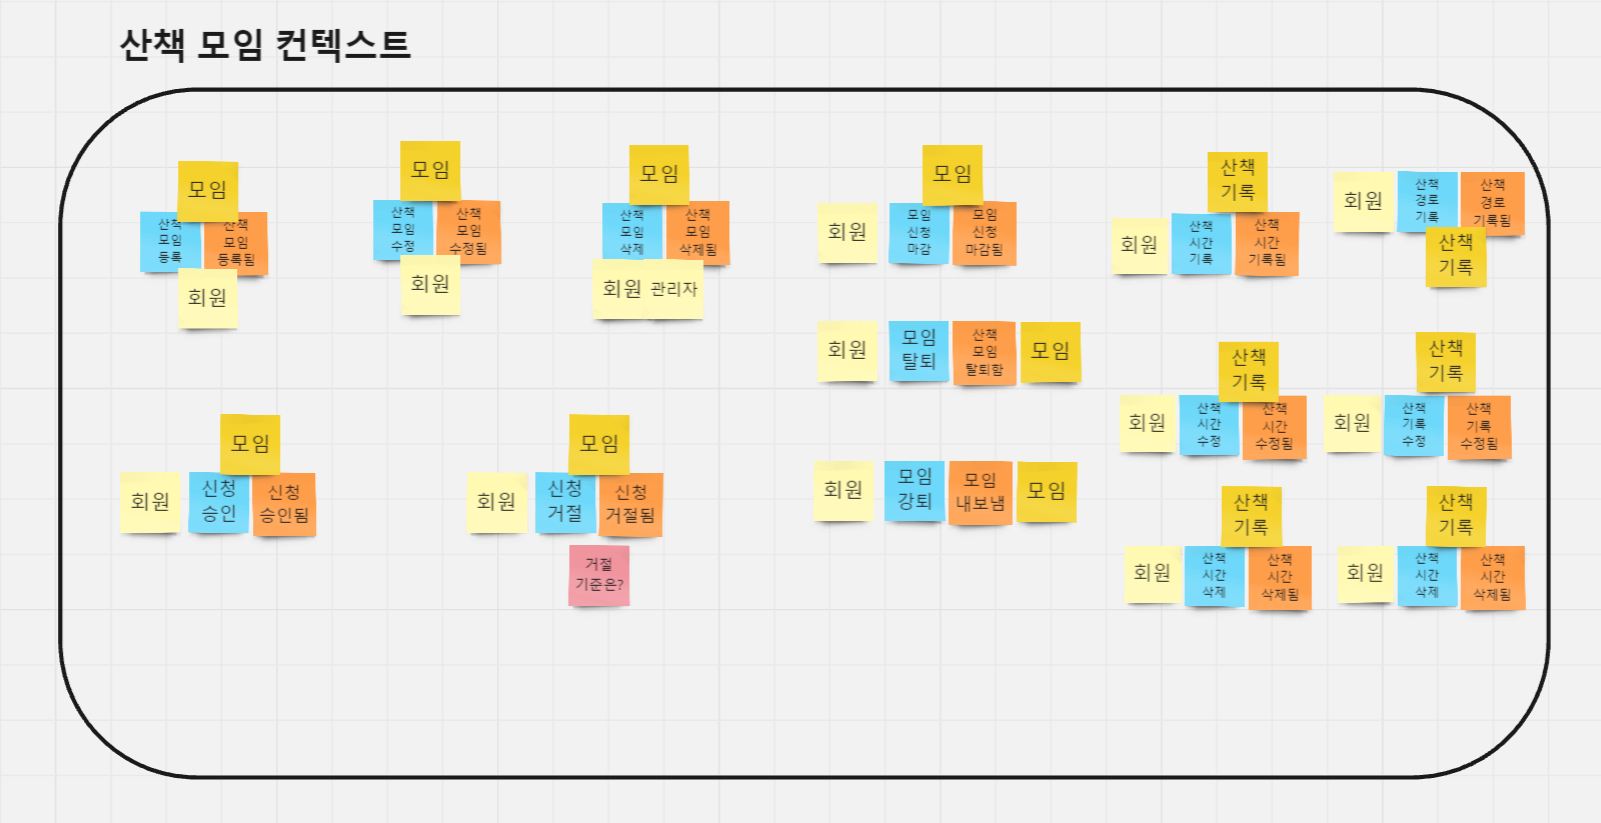 산책 모임 컨텍스트
모임
산책
모임
등록
산책
모임
등록됨
회원
모임
산책
모임
수정
산책
모임
수정됨
회원
모임
산책
모임
삭제
산책
모임
삭제됨
회원
관리자
모임
회원
모임
신청
마감
모임
신청
마감됨
회원
모임
탈퇴
산책
모임
탈퇴함
모임
회원
모임
강퇴
모임
내보냄
모임
모임
회원
신청
승인
신청
승인됨
모임
회원
신청
거절
신청
거절됨
거절
기준은?
산책
기록
회원
산책
시간
기록
산책
시간
기록됨
회원
산책
경로
기록
산책
경로
기록됨
산책
기록
산책
기록
회원
산책
시간
수정
산책
시간
수정됨
산책
기록
회원
산책
기록
수정
산책
기록
수정됨
산책
기록
회원
산책
시간
삭제
산책
시간
삭제됨
산책
기록
회원
산책
시간
삭제
산책
시간
삭제됨